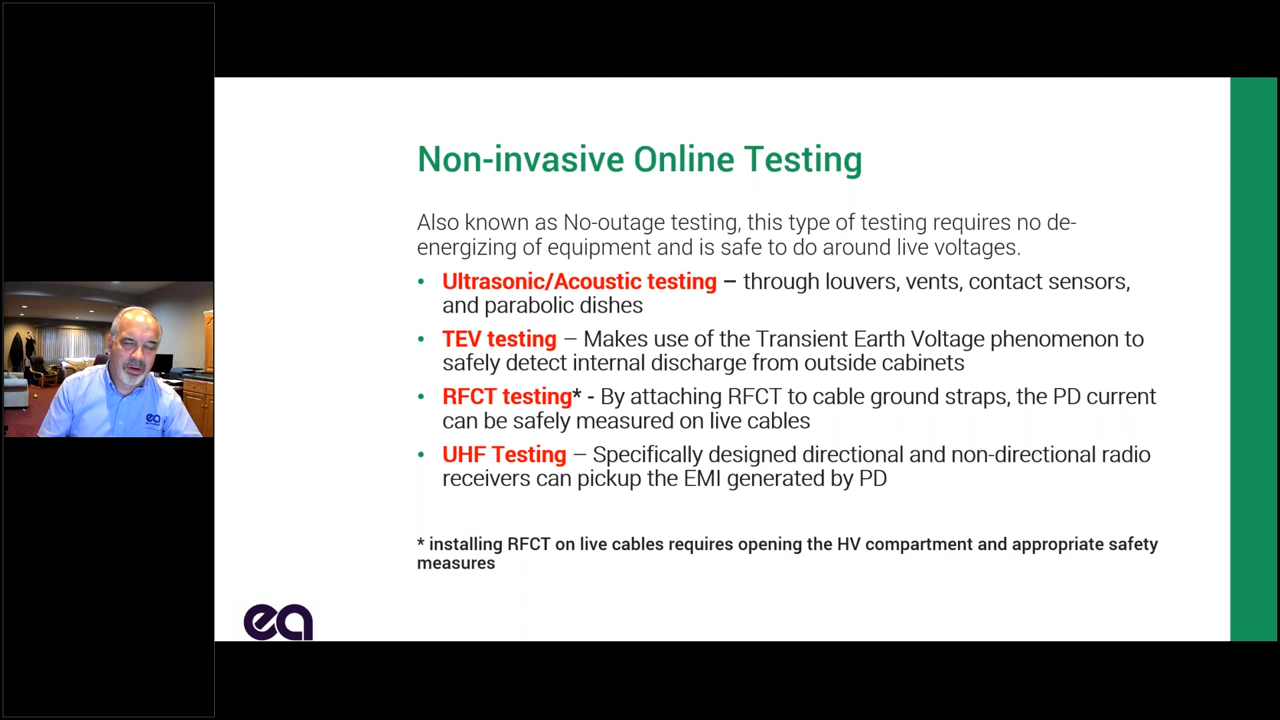 Non-invasive Online Testing
Also known as No-outage testing, this type of testing requires no de-
energizing of equipment and is safe to do around live voltages.
• Ultrasonic/Acoustic testing – through louvers, vents, contact sensors,
and parabolic dishes
• TEV testing – Makes use of the Transient Earth Voltage phenomenon to
safely detect internal discharge from outside cabinets
• RFCT testing* - By attaching RFCT to cable ground straps, the PD current
can be safely measured on live cables
• UHF Testing – Specifically designed directional and non-directional radio
receivers can pickup the EMI generated by PD
* installing RFCT on live cables requires opening the HV compartment and appropriate safety
measures
ea
ea